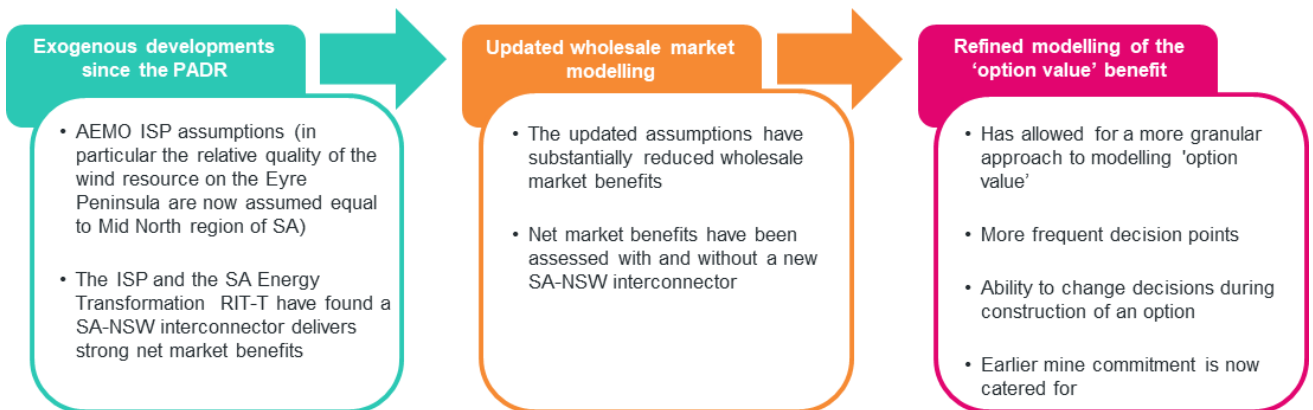 Exogenous developments
since the PADR
• AEMO ISP assumptions (in
particular the relative quality of the
wind resource on the Eyre
Peninsula are now assumed equal
to Mid North region of SA)
• The ISP and the SA Energy
Transformation RIT-T have found a
SA-NSW interconnector delivers
strong net market benefits
Updated wholesale market
modelling
• The updated assumptions have
substantially reduced wholesale
market benefits
• Net market benefits have been
assessed with and without a new
SA-NSW interconnector
Refined modelling of the
‘option value’ benefit
• Has allowed for a more granular
approach to modelling 'option
value’
• More frequent decision points
• Ability to change decisions during
construction of an option
• Earlier mine commitment is now
catered for